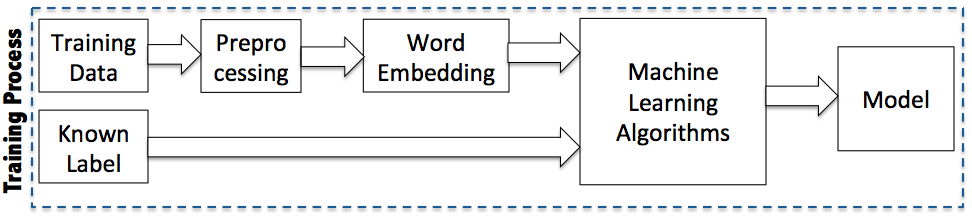 Training Process
Training
Data
Prepro
cessing
Word
Embedding
Known
Label
Machine
Learning
Algorithms
Model